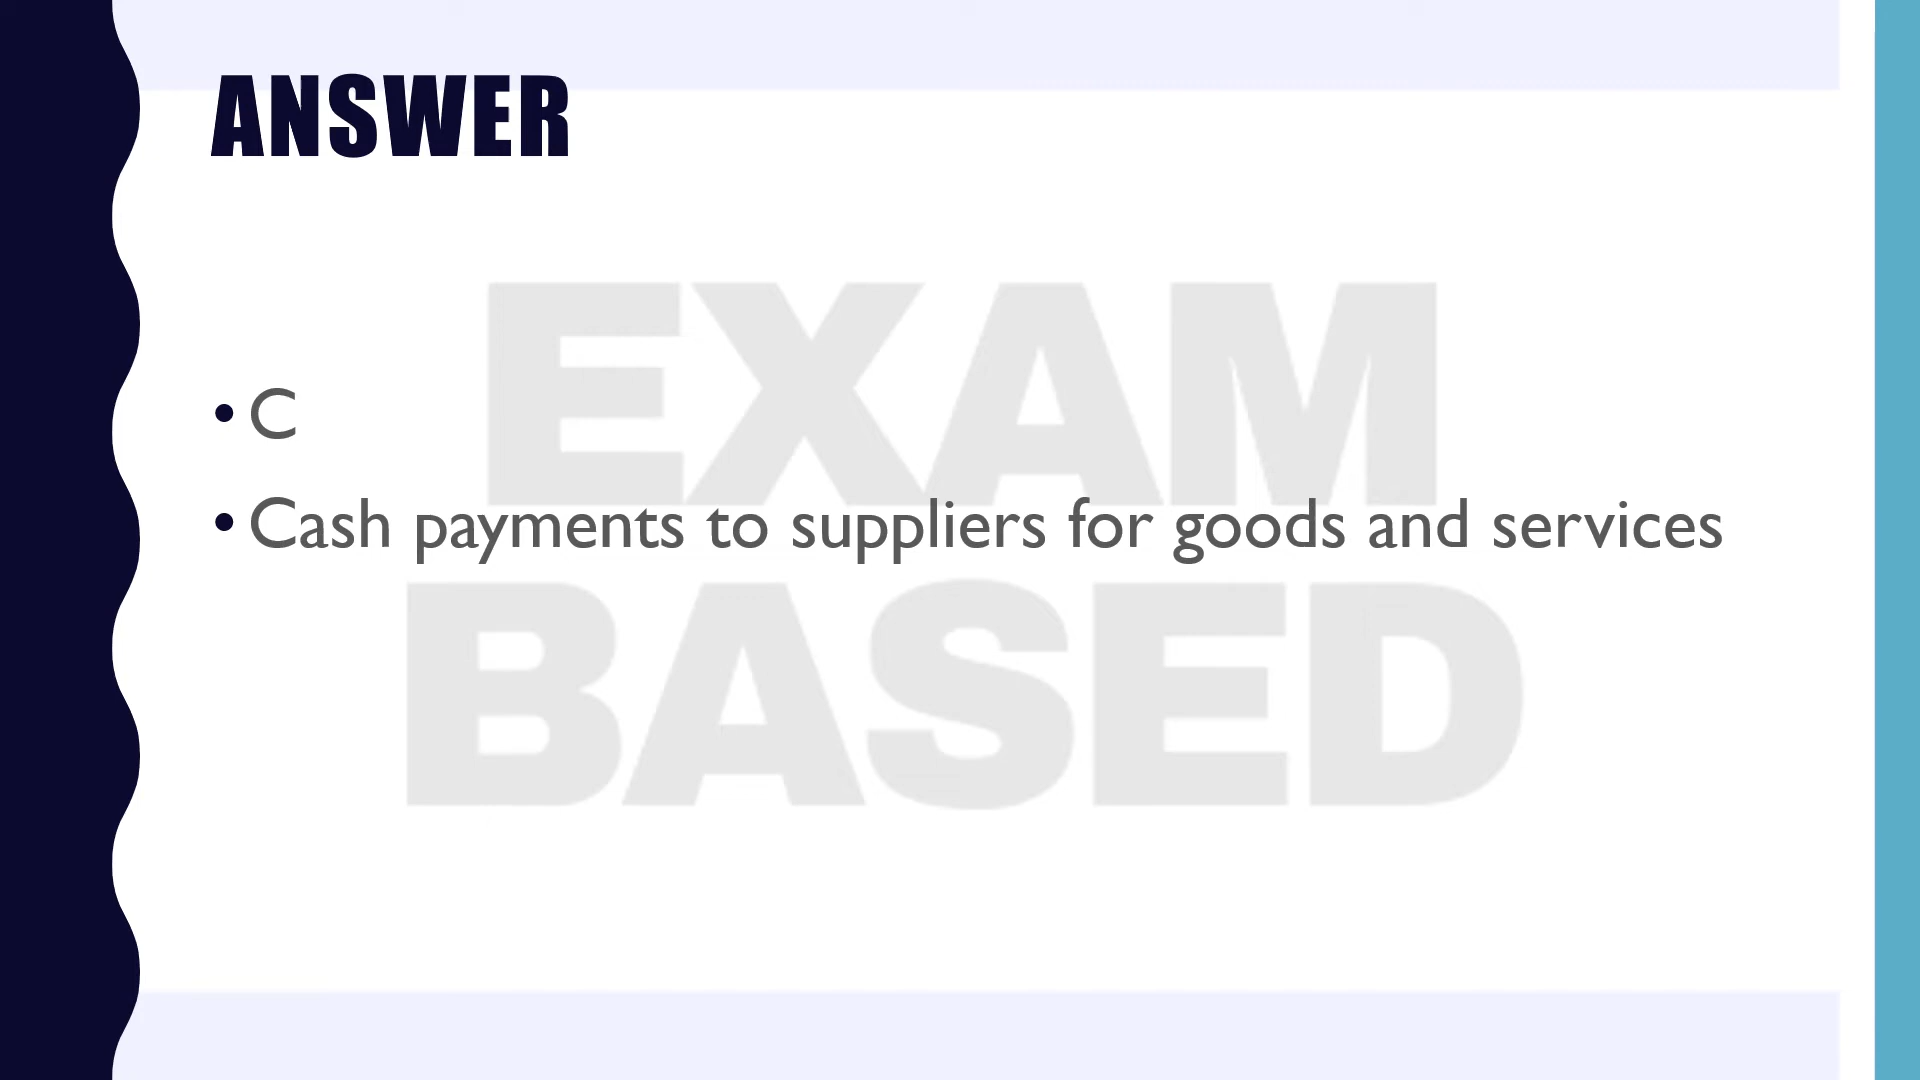 ANSWER
• C
• Cash payments to suppliers for goods and services
EXAM
BASED